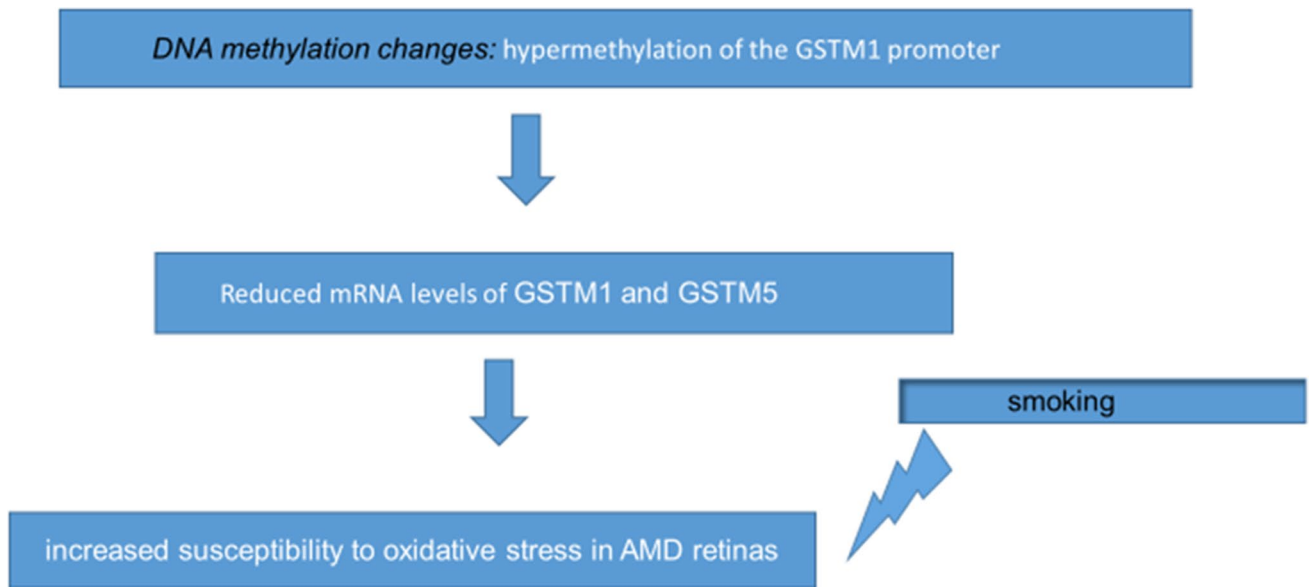 DNA methylation changes: hypermethylation of the GSTM1 promoter
Reduced mRNA levels of GSTM1 and GSTM5
smoking
increased susceptibility to oxidative stress in AMD retinas